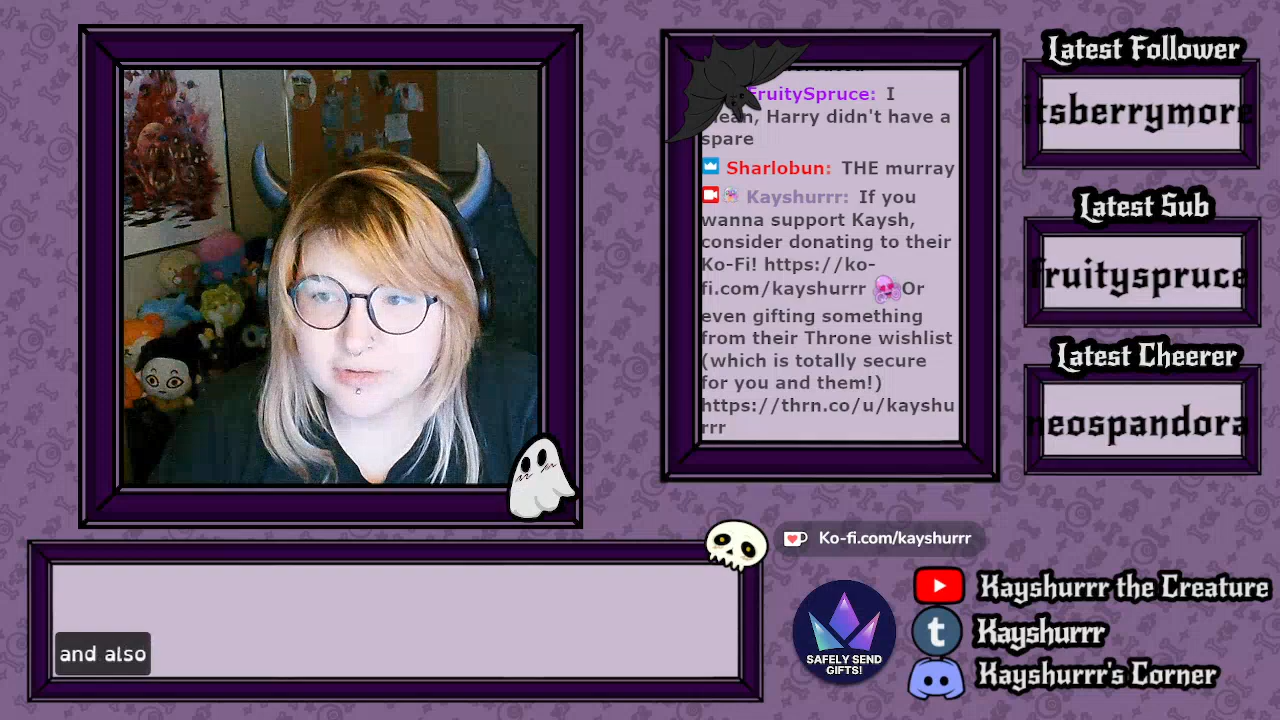 FruitySpruce: I
mean, Harry didn't have a
spare
Sharlobun: THE murray
Kayshurrr: If you
wanna support Kaysh,
consider donating to their
Ko-Fi! https://ko-
fi.com/kayshurrr Or
even gifting something
from their Throne wishlist
(which is totally secure
for you and them!)
https://thrn.co/u/kayshu
rrr
Latest Follower
itsberrymore
Latest Sub
fruityspruce
Latest Cheerer
neospandora
and also
Ko-fi.com/kayshurrr
SAFELY SEND
GIFTS!
Kayshurrr the Creature
t
Kayshurrr
Kayshurrr's Corner